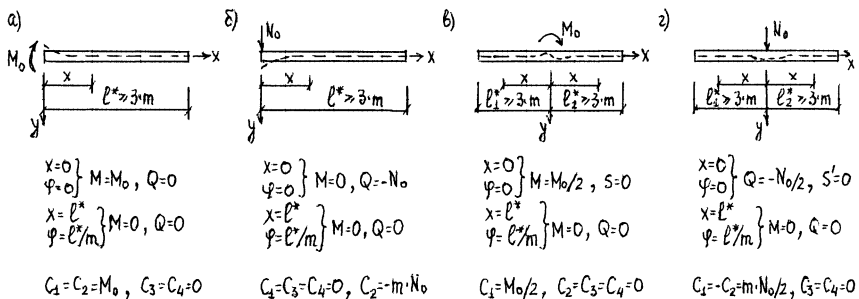 а)
M₀
x
x
ℓ*≥3·m
y
x=0
φ=0 } M=M₀, Q=0
x=ℓ*
φ=ℓ*/m } M=0, Q=0
C₁=C₂=M₀, C₃=C₄=0
б)
N₀
x
x
ℓ*≥3·m
y
x=0
φ=0 } M=0, Q=-N₀
x=ℓ*
φ=ℓ*/m } M=0, Q=0
C₁=C₃=C₄=0, C₂=-m·N₀
в)
M₀
x
x x
ℓ₁*≥3·m ℓ₂*≥3·m
y
x=0
φ=0 } M=M₀/2, S=0
x=ℓ*
φ=ℓ*/m } M=0, Q=0
C₁=M₀/2, C₂=C₃=C₄=0
г)
N₀
x
x x
ℓ₁*≥3·m ℓ₂*≥3·m
y
x=0
φ=0 } Q=-N₀/2, S'=0
x=ℓ*
φ=ℓ*/m } M=0, Q=0
C₁=-C₂=m·N₀/2, C₃=C₄=0